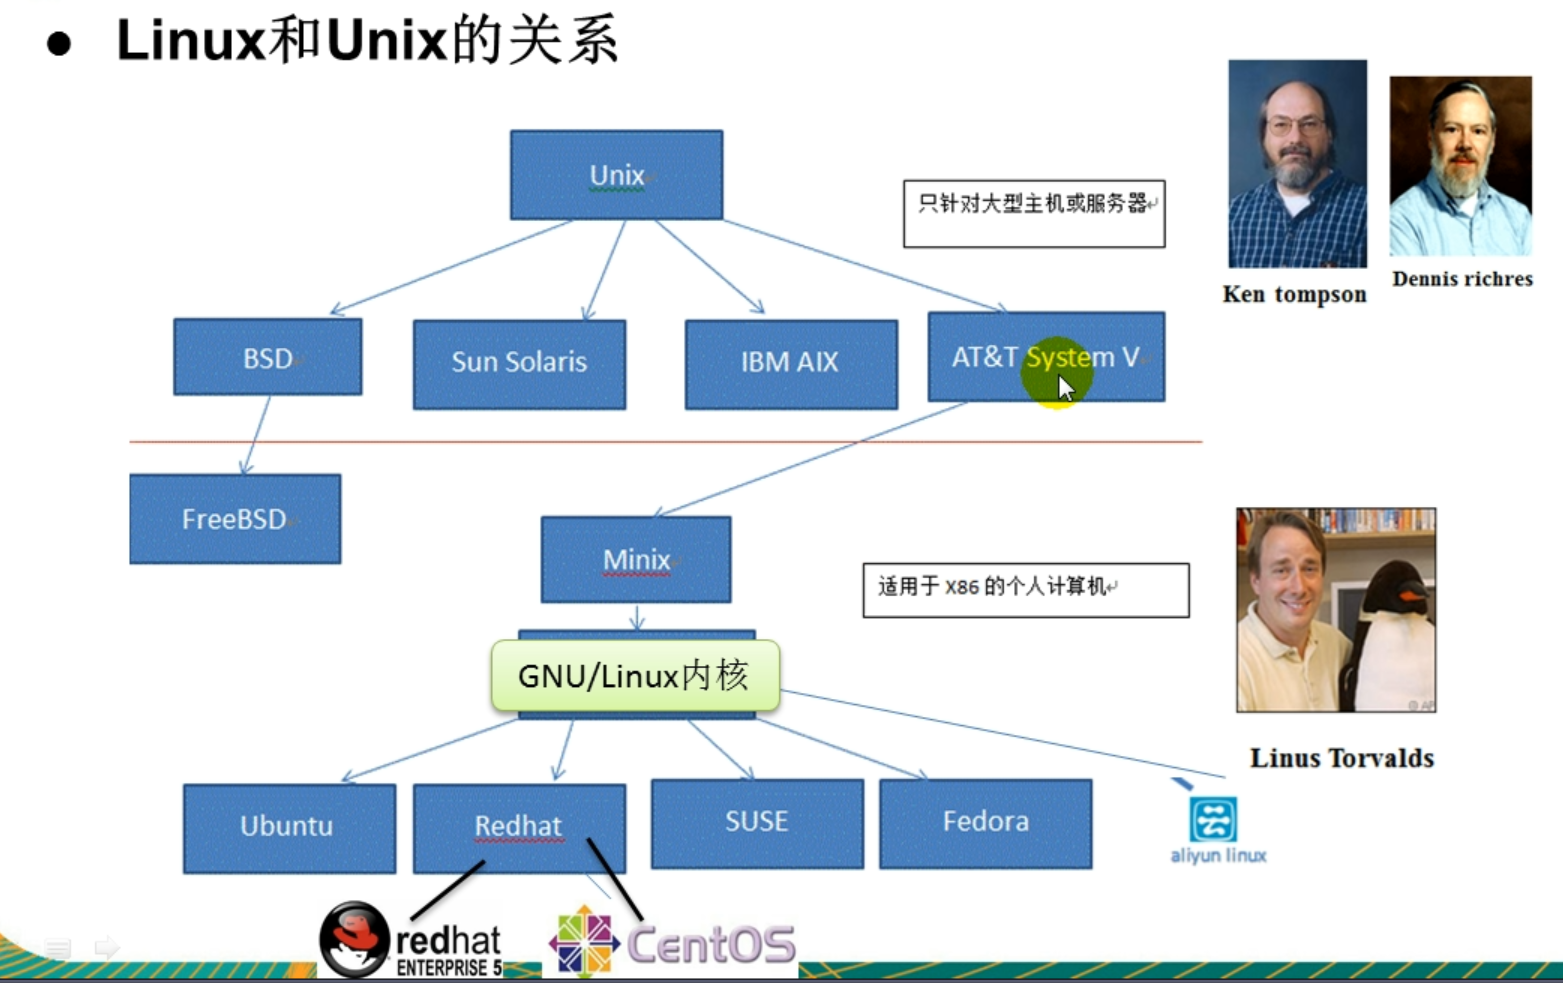 ● Linux和Unix的关系
Unix
只针对大型主机或服务器
Ken tompson
Dennis richres
BSD
Sun Solaris
IBM AIX
AT&T System V
FreeBSD
Minix
适用于 X86 的个人计算机
GNU/Linux内核
Linus Torvalds
Ubuntu
Redhat
SUSE
Fedora
aliyun linux
redhat
ENTERPRISE 5
CentOS